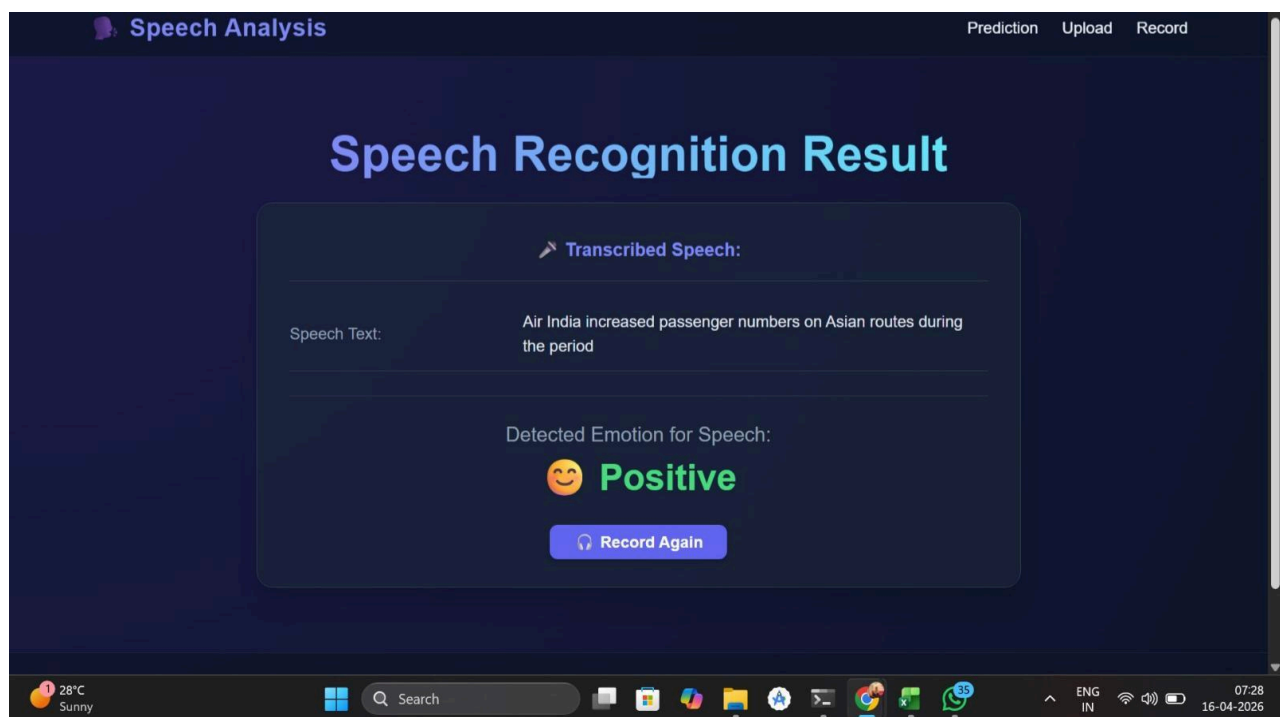 Speech Analysis
Prediction Upload Record
Speech Recognition Result
Transcribed Speech:
Speech Text:
Air India increased passenger numbers on Asian routes during
the period
Detected Emotion for Speech:
Positive
Record Again
1
28°C
Sunny
Search
35
ENG
IN
07:28
16-04-2026